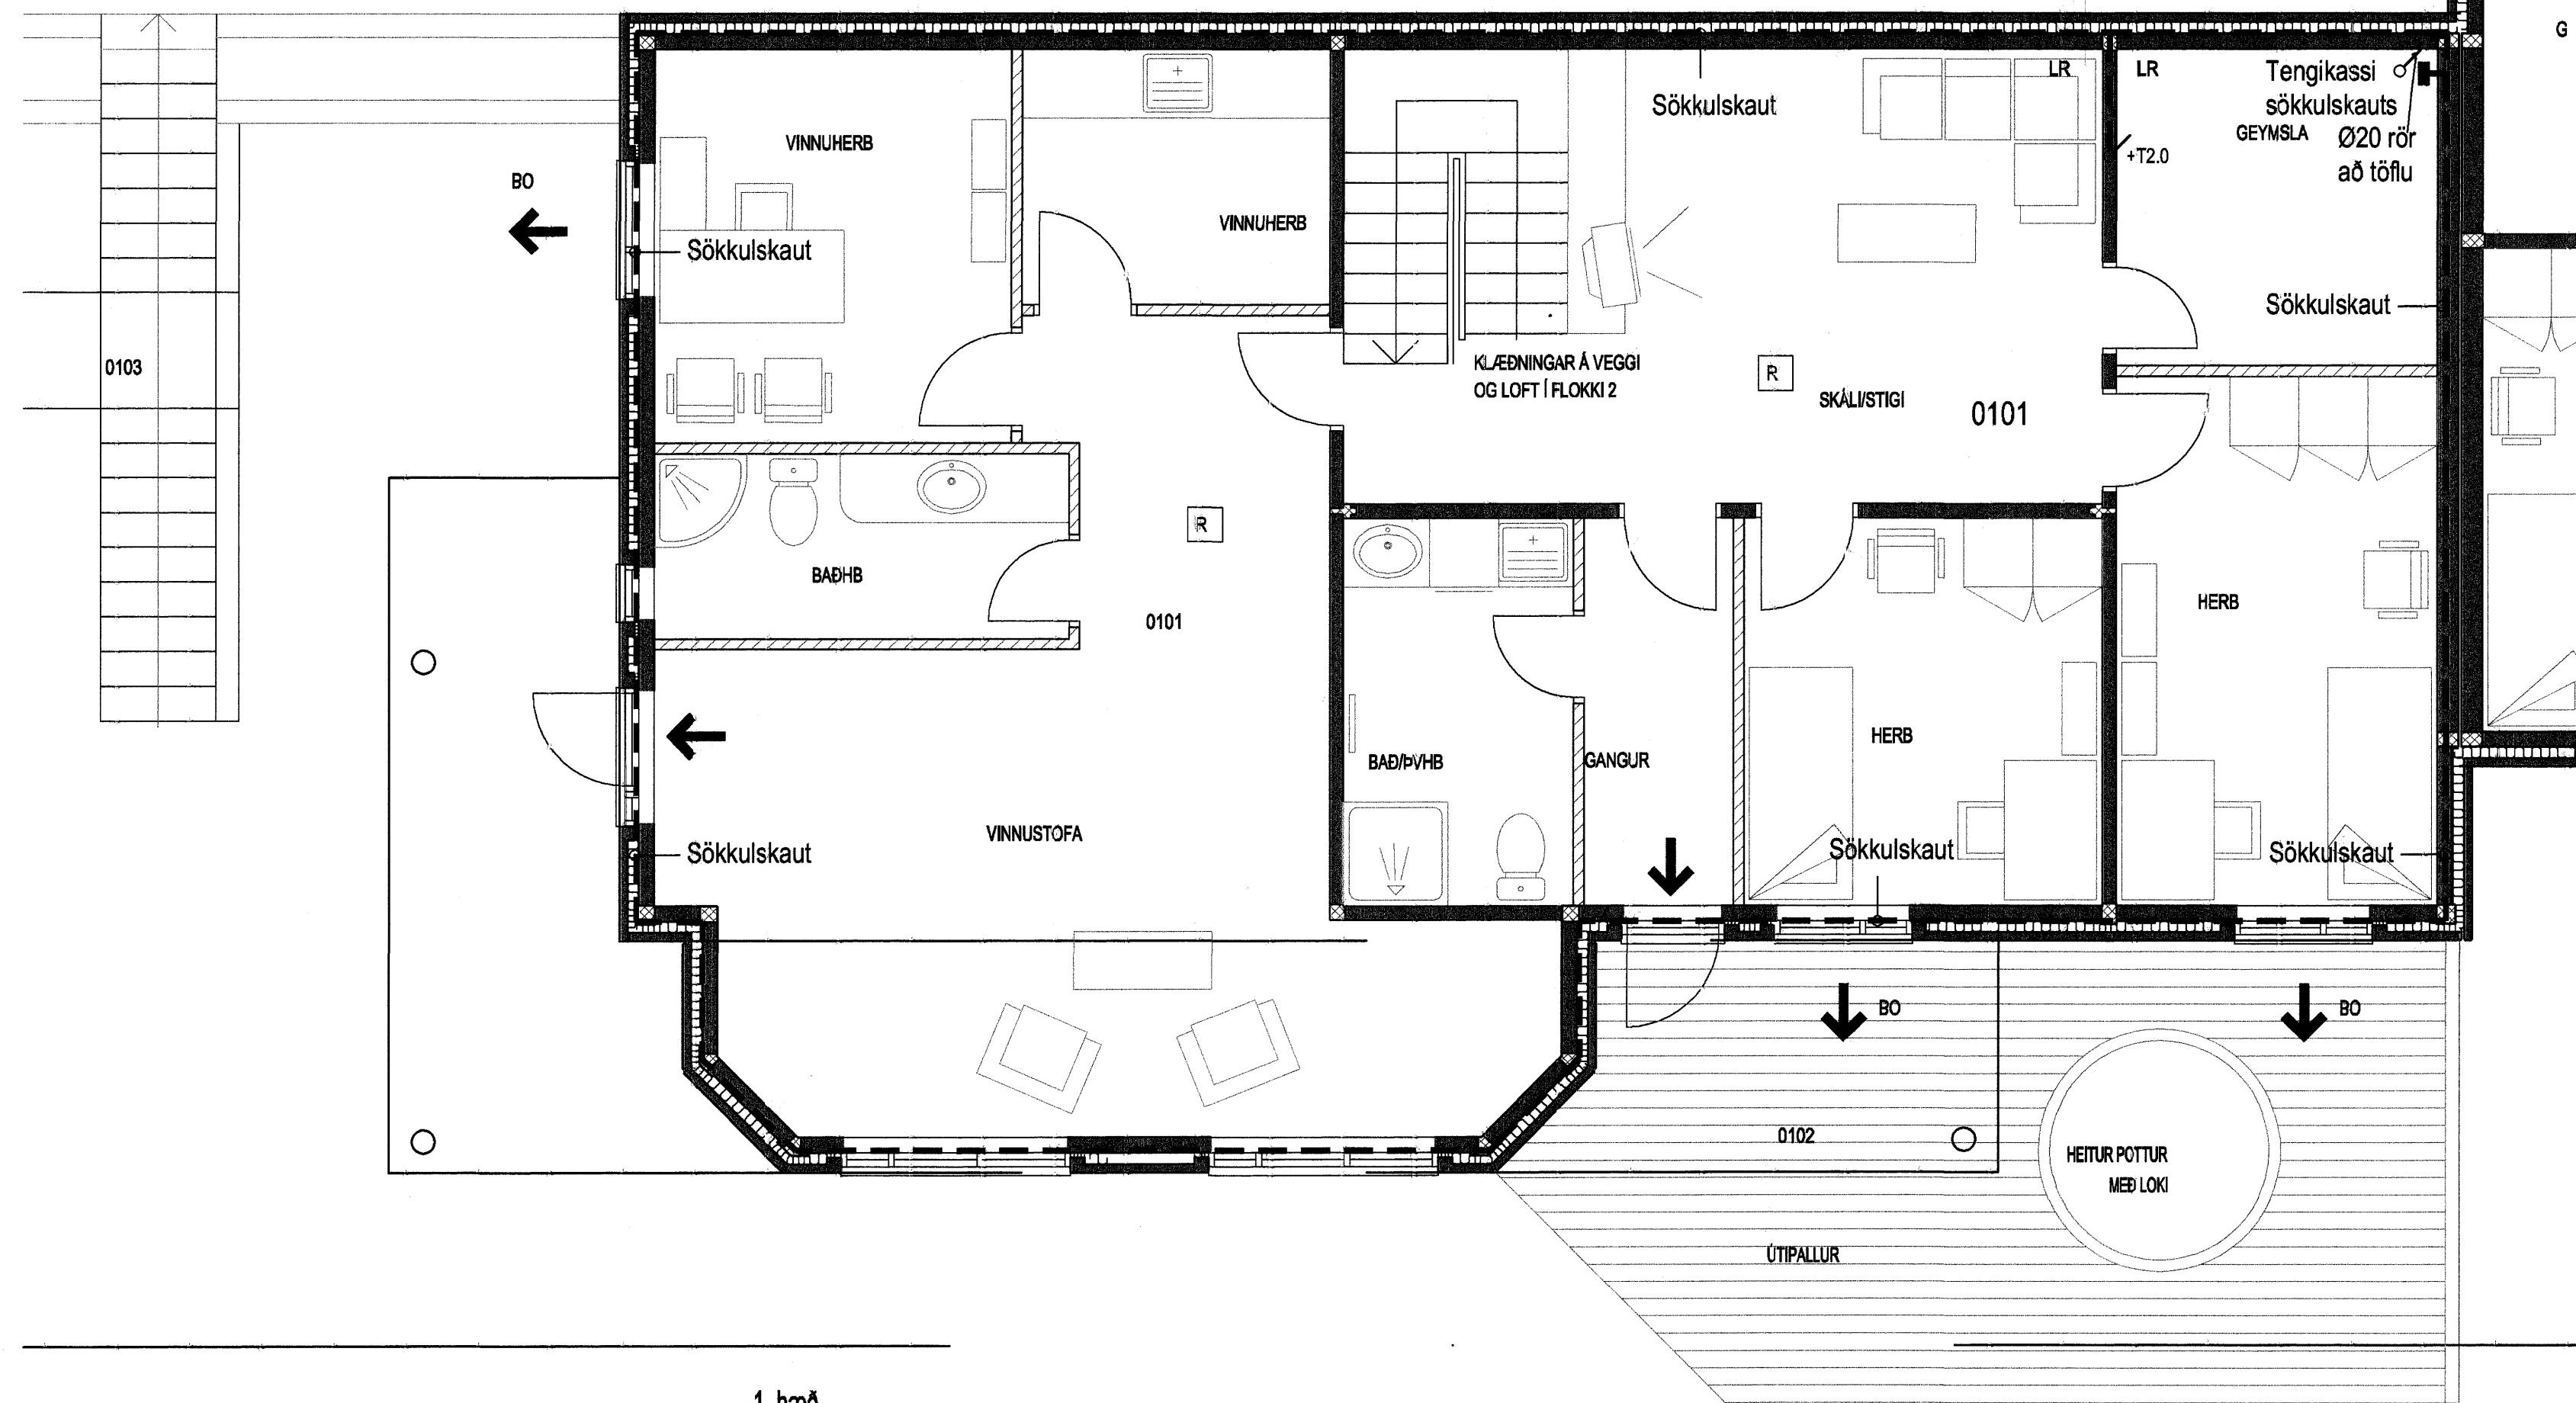 G
LR
LR
Tengikassi
sökkulskauts
GEYMSLA
Ø20 rör
að töflu
+T2.0
Sökkulskaut
VINNUHERB
BO
VINNUHERB
Sökkulskaut
Sökkulskaut
0103
KLÆÐNINGAR Á VEGGI
OG LOFT Í FLOKKI 2
R
SKÁLI/STIGI
0101
R
BAÐHB
0101
HERB
HERB
BAÐ/ÞVHB
GANGUR
VINNUSTOFA
Sökkulskaut
Sökkulskaut
Sökkulskaut
BO
BO
0102
HEITUR POTTUR
MEÐ LOKI
ÚTIPALLUR
1. hæð